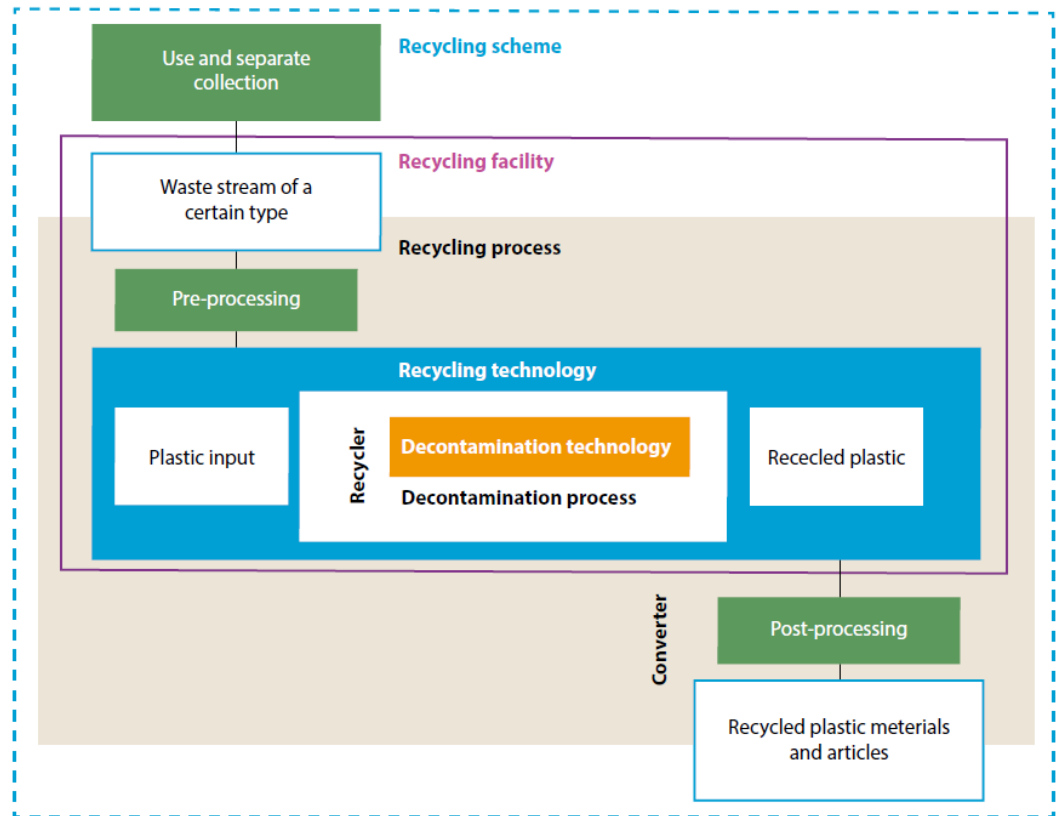 Use and separate
collection
Recycling scheme
Recycling facility
Waste stream of a
certain type
Recycling process
Pre-processing
Recycling technology
Plastic input
Recycler
Decontamination technology
Decontamination process
Rececled plastic
Converter
Post-processing
Recycled plastic meterials
and articles